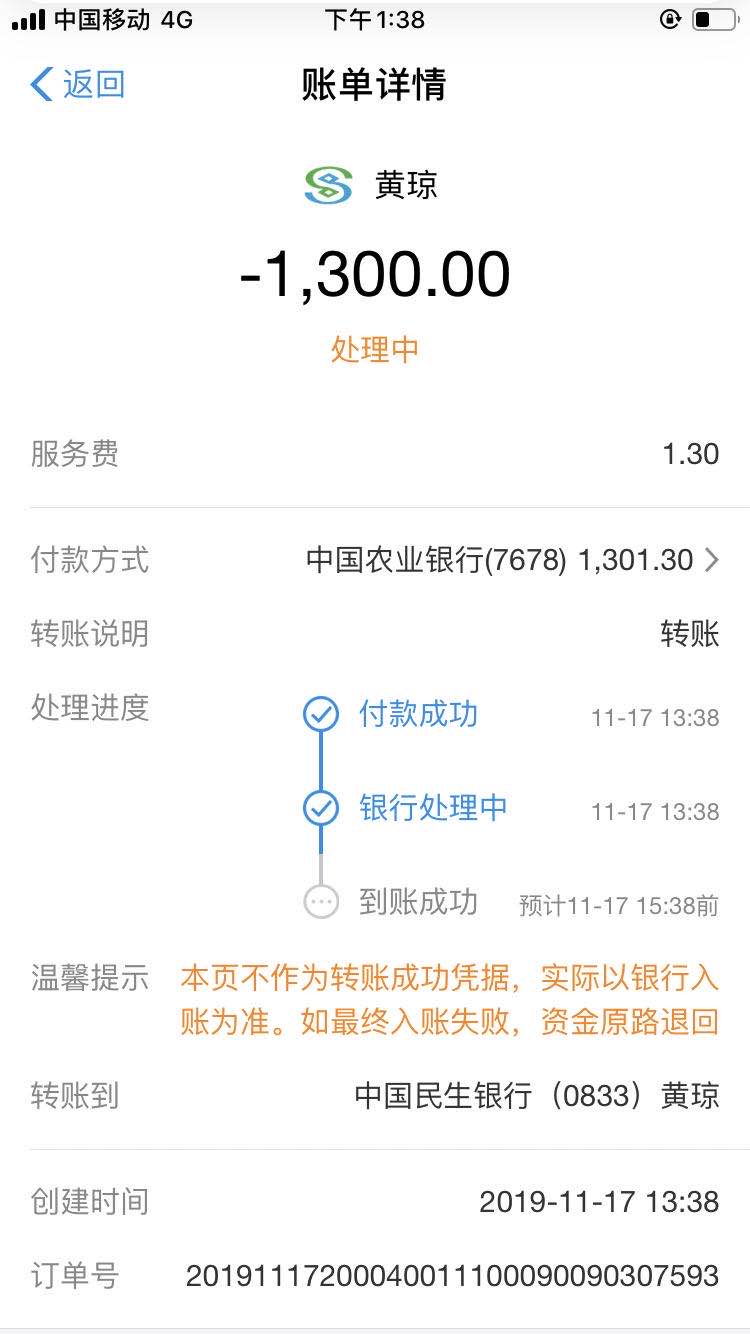 中国移动 4G 下午1:38
返回 账单详情
黄琼
-1,300.00
处理中
服务费 1.30
付款方式 中国农业银行(7678) 1,301.30
转账说明 转账
处理进度 付款成功 11-17 13:38
银行处理中 11-17 13:38
到账成功 预计11-17 15:38前
温馨提示 本页不作为转账成功凭据，实际以银行入
账为准。如最终入账失败，资金原路退回
转账到 中国民生银行（0833）黄琼
创建时间 2019-11-17 13:38
订单号 20191117200040011100090090307593